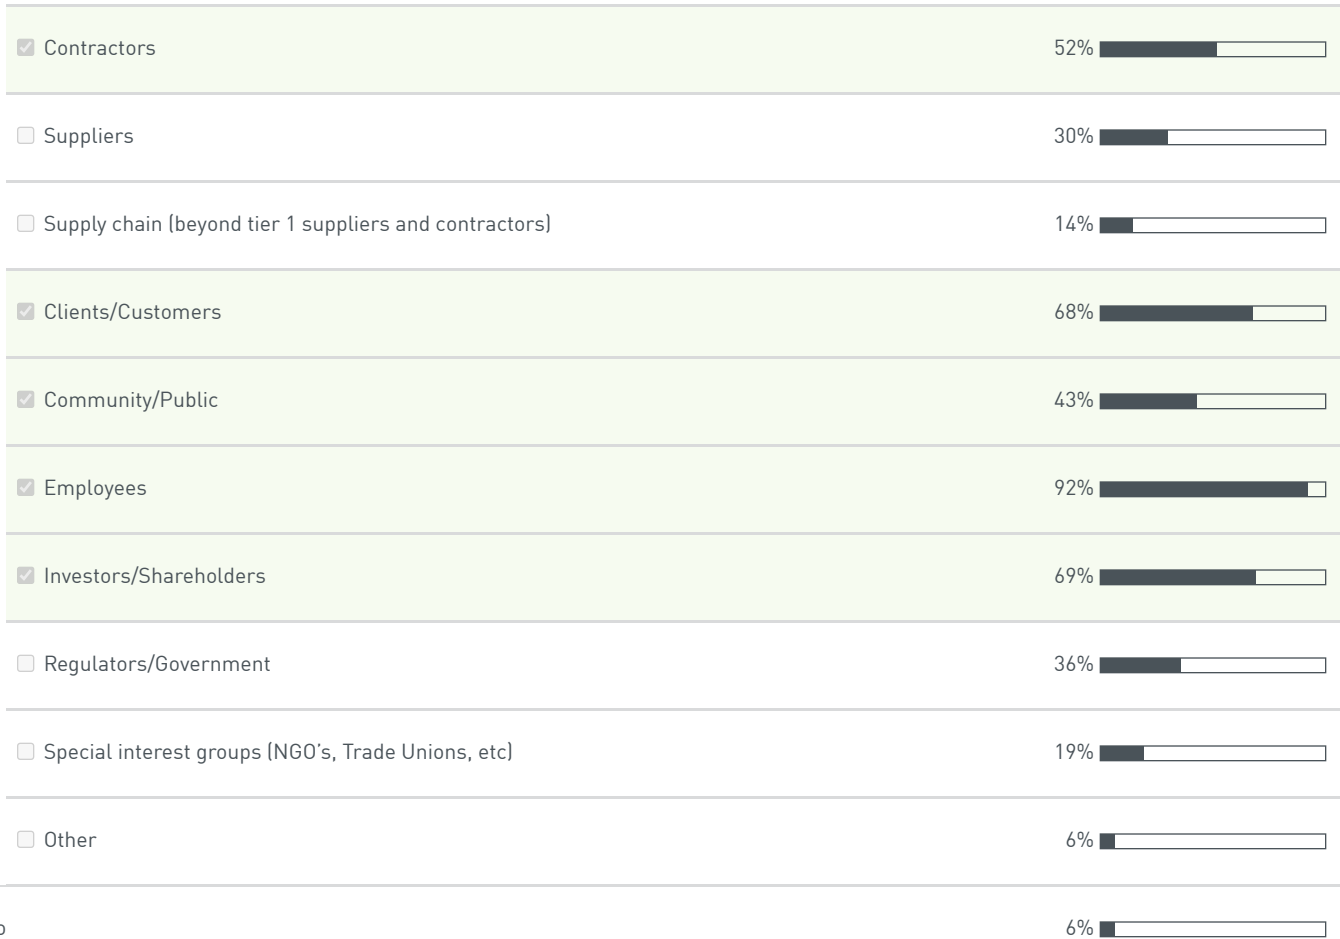 Contractors 52%
Suppliers 30%
Supply chain (beyond tier 1 suppliers and contractors) 14%
Clients/Customers 68%
Community/Public 43%
Employees 92%
Investors/Shareholders 69%
Regulators/Government 36%
Special interest groups (NGO’s, Trade Unions, etc) 19%
Other 6%
6%